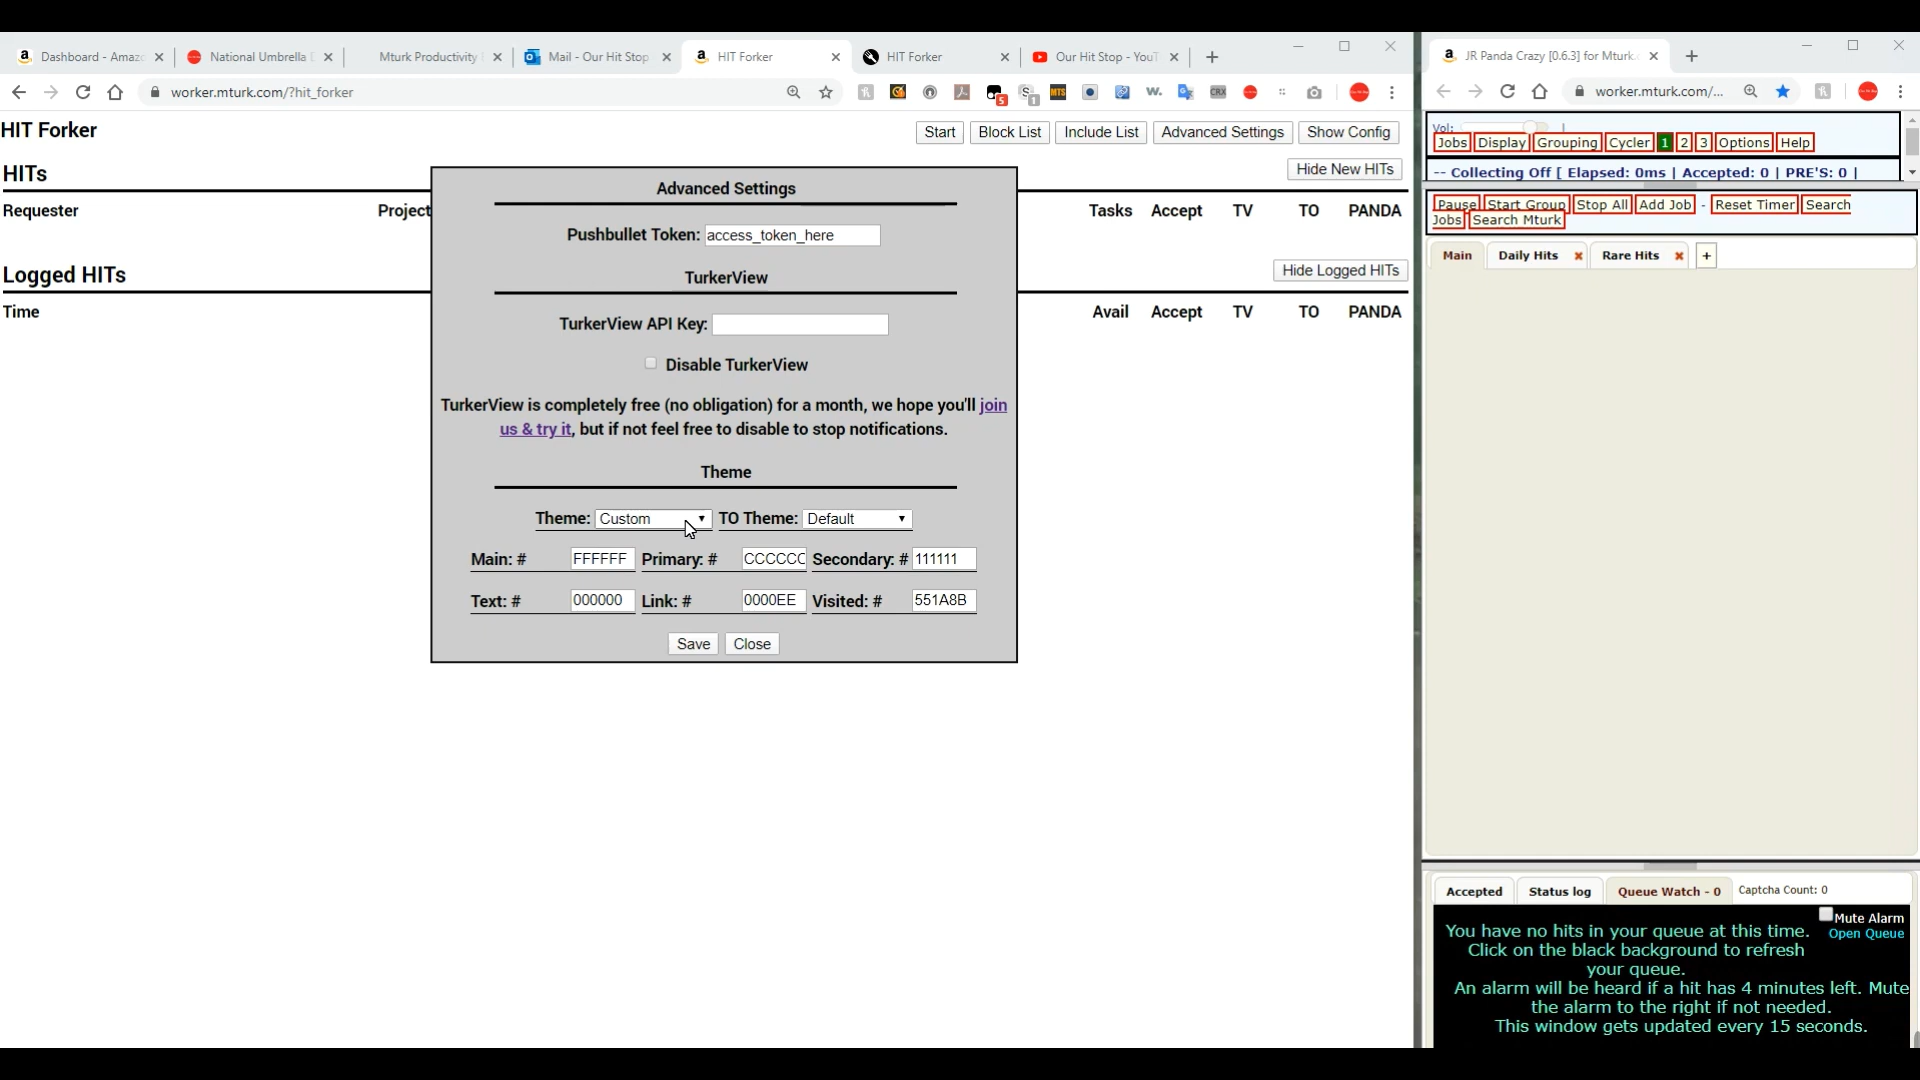 Dashboard - Amaz
National Umbrella
Mturk Productivity
Mail - Our Hit Stop
HIT Forker
HIT Forker
Our Hit Stop - YouT
worker.mturk.com/?hit_forker
HIT Forker
Start
Block List
Include List
Advanced Settings
Show Config
HITs
Hide New HITs
Requester
Project
Tasks
Accept
TV
TO
PANDA
Logged HITs
Hide Logged HITs
Time
Avail
Accept
TV
TO
PANDA
Advanced Settings
Pushbullet Token: access_token_here
TurkerView
TurkerView API Key:
Disable TurkerView
TurkerView is completely free (no obligation) for a month, we hope you'll join
us & try it, but if not feel free to disable to stop notifications.
Theme
Theme: Custom TO Theme: Default
Main: # FFFFFF Primary: # CCCCCC Secondary: # 111111
Text: # 000000 Link: # 0000EE Visited: # 551A8B
Save Close
JR Panda Crazy [0.6.3] for Mturk.
worker.mturk.com/...
Vol:
Jobs Display Grouping Cycler 1 2 3 Options Help
-- Collecting Off [ Elapsed: 0ms | Accepted: 0 | PRE'S: 0 |
Pause Start Group Stop All Add Job - Reset Timer Search
Jobs Search Mturk
Main
Daily Hits
Rare Hits
+
Accepted
Status log
Queue Watch - 0
Captcha Count: 0
Mute Alarm
Open Queue
You have no hits in your queue at this time.
Click on the black background to refresh
your queue.
An alarm will be heard if a hit has 4 minutes left. Mute
the alarm to the right if not needed.
This window gets updated every 15 seconds.